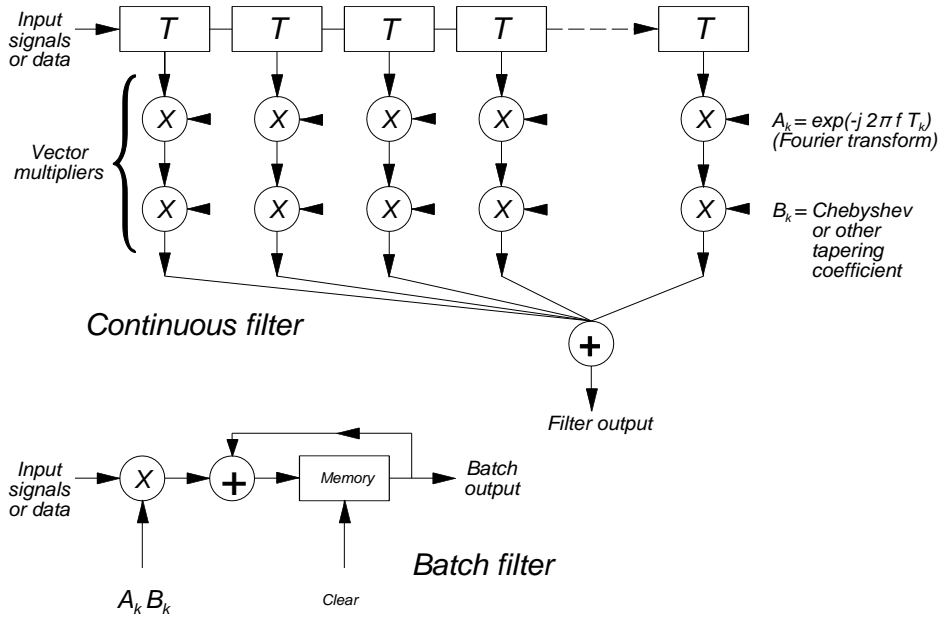 Input
signals
or data
T T T T T
Vector
multipliers
X X X X X
A_k = exp(-j 2π f T_k)
(Fourier transform)
X X X X X
B_k = Chebyshev
or other
tapering
coefficient
Continuous filter
+
Filter output
Input
signals
or data
X
+
Memory
Batch
output
Batch filter
A_k B_k
Clear